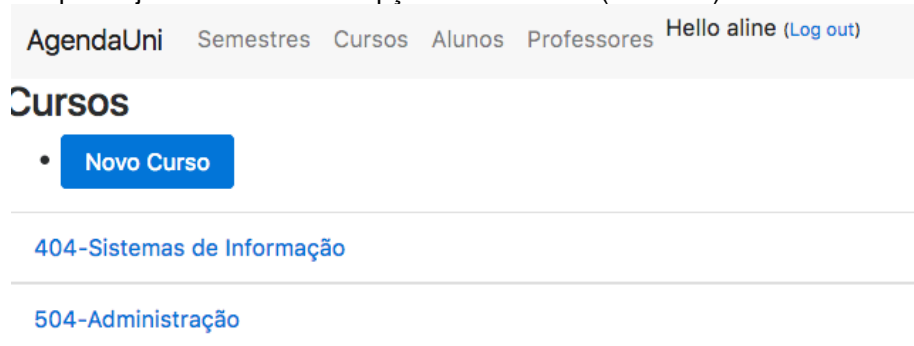 AgendaUni Semestres Cursos Alunos Professores Hello aline (Log out)
Cursos
• Novo Curso
404-Sistemas de Informação
504-Administração